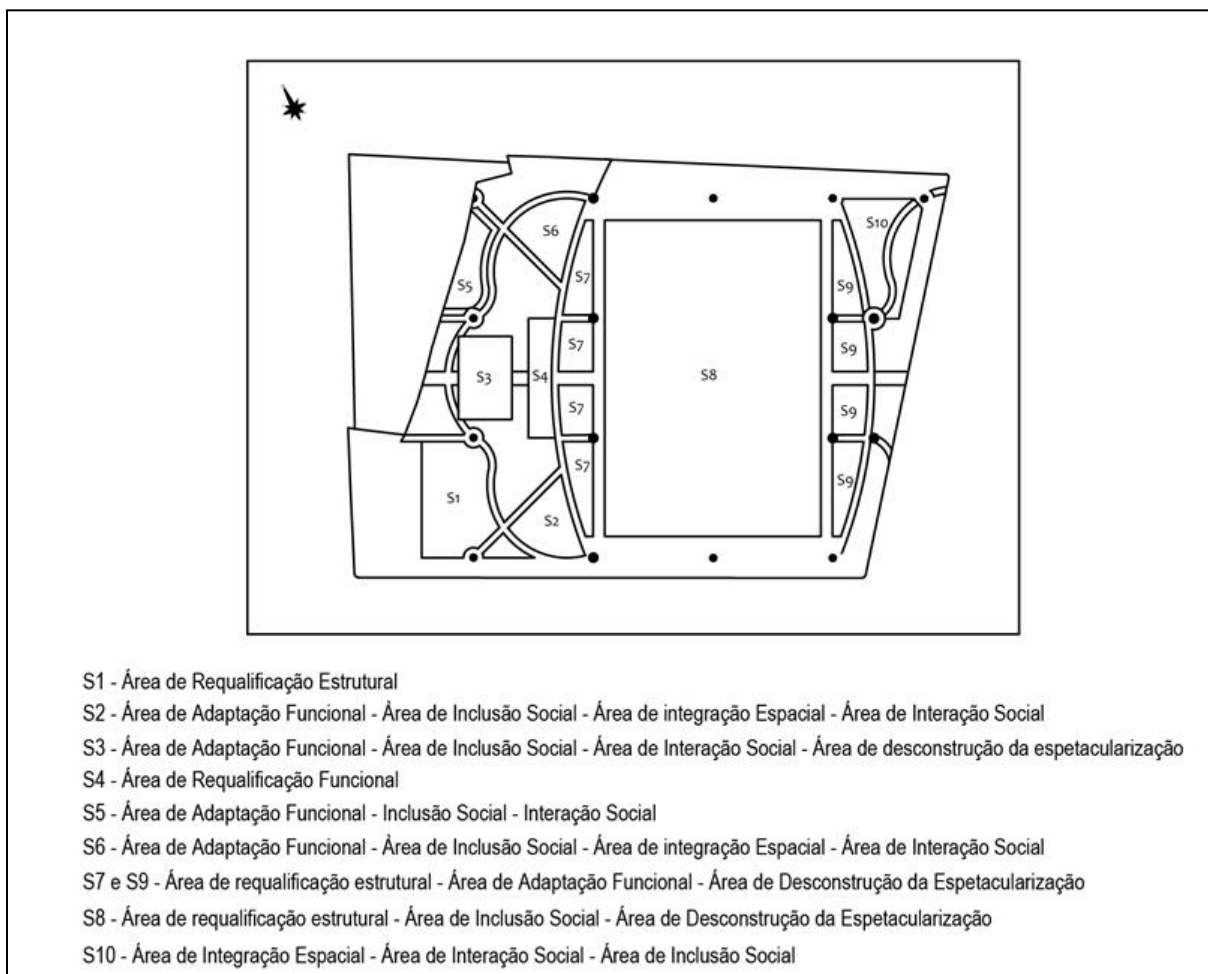 S6
S10
S5
S7
S9
S7
S9
S3
S4
S8
S7
S9
S7
S9
S1
S2
S1 - Área de Requalificação Estrutural
S2 - Área de Adaptação Funcional - Àrea de Inclusão Social - Área de integração Espacial - Área de Interação Social
S3 - Área de Adaptação Funcional - Área de Inclusão Social - Área de Interação Social - Área de desconstrução da espetacularização
S4 - Área de Requalificação Funcional
S5 - Área de Adaptação Funcional - Inclusão Social - Interação Social
S6 - Área de Adaptação Funcional - Àrea de Inclusão Social - Área de integração Espacial - Área de Interação Social
S7 e S9 - Área de requalificação estrutural - Área de Adaptação Funcional - Área de Desconstrução da Espetacularização
S8 - Área de requalificação estrutural - Área de Inclusão Social - Área de Desconstrução da Espetacularização
S10 - Área de Integração Espacial - Área de Interação Social - Área de Inclusão Social